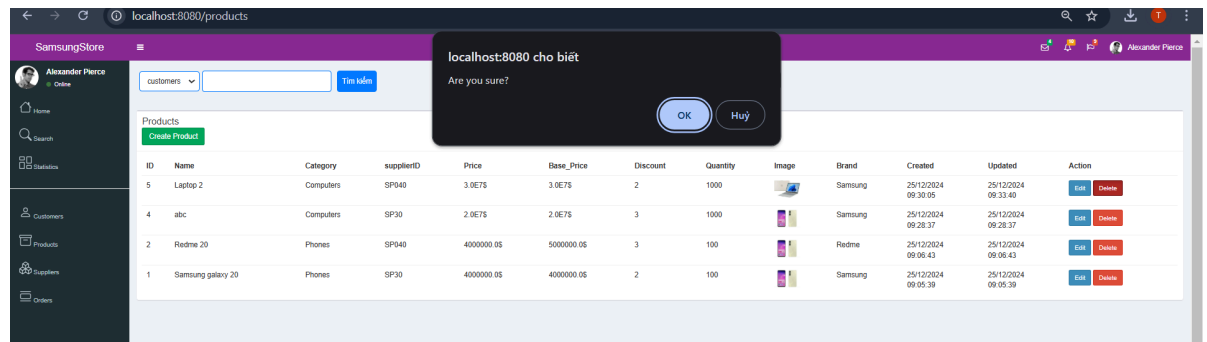 localhost:8080/products
T
SamsungStore
Alexander Pierce
localhost:8080 cho biết
Are you sure?
OK Huỷ
Alexander Pierce
Online
Home
Search
Statistics
Customers
Products
Suppliers
Orders
customers Tìm kiếm
Products
Create Product
ID Name Category supplierID Price Base_Price Discount Quantity Image Brand Created Updated Action
5 Laptop 2 Computers SP040 3.0E7$ 3.0E7$ 2 1000 Samsung 25/12/2024 25/12/2024 Edit Delete
09:30:05 09:33:40
4 abc Computers SP30 2.0E7$ 2.0E7$ 3 1000 Samsung 25/12/2024 25/12/2024 Edit Delete
09:28:37 09:28:37
2 Redme 20 Phones SP040 4000000.0$ 5000000.0$ 3 100 Redme 25/12/2024 25/12/2024 Edit Delete
09:06:43 09:06:43
1 Samsung galaxy 20 Phones SP30 4000000.0$ 4000000.0$ 2 100 Samsung 25/12/2024 25/12/2024 Edit Delete
09:05:39 09:05:39